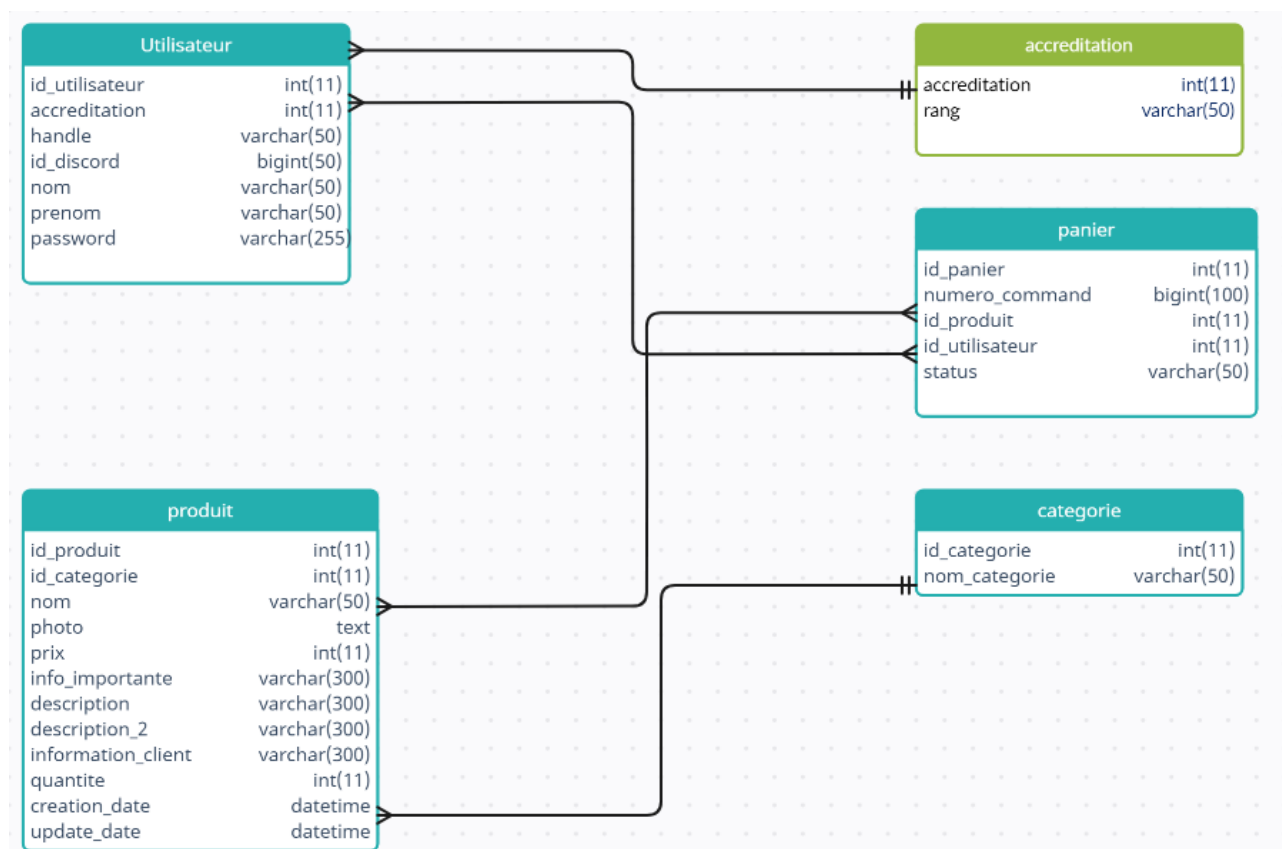 Utilisateur
id_utilisateur int(11)
accreditation int(11)
handle varchar(50)
id_discord bigint(50)
nom varchar(50)
prenom varchar(50)
password varchar(255)
accreditation
accreditation int(11)
rang varchar(50)
panier
id_panier int(11)
numero_command bigint(100)
id_produit int(11)
id_utilisateur int(11)
status varchar(50)
produit
id_produit int(11)
id_categorie int(11)
nom varchar(50)
photo text
prix int(11)
info_importante varchar(300)
description varchar(300)
description_2 varchar(300)
information_client varchar(300)
quantite int(11)
creation_date datetime
update_date datetime
categorie
id_categorie int(11)
nom_categorie varchar(50)